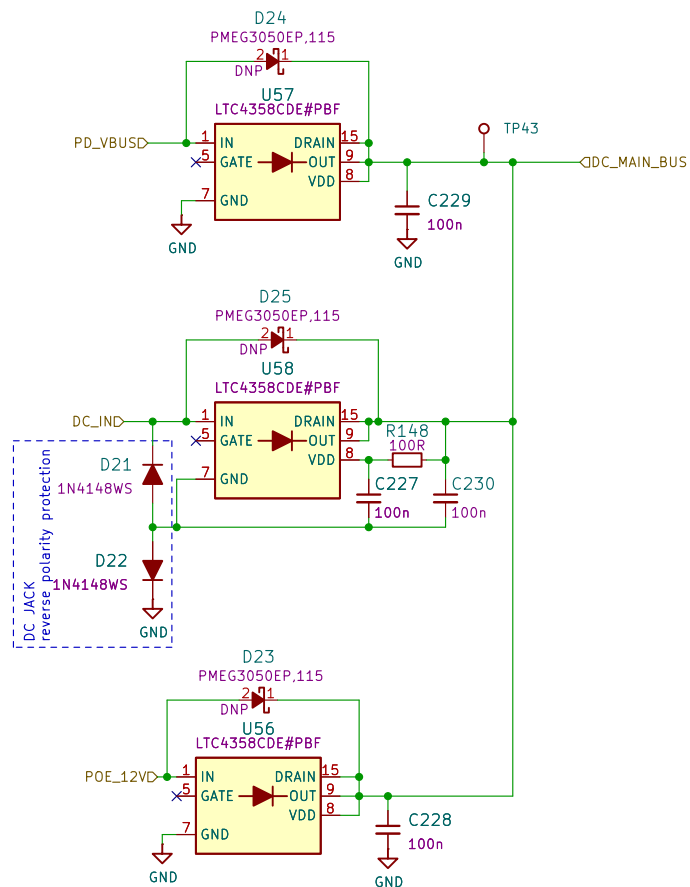 D24
PMEG3050EP,115
2 1
DNP
U57
LTC4358CDE#PBF
PD_VBUS
1 IN DRAIN 15
5 GATE OUT 9
VDD 8
7 GND
GND
TP43
DC_MAIN_BUS
C229
100n
GND
D25
PMEG3050EP,115
2 1
DNP
U58
LTC4358CDE#PBF
DC_IN
1 IN DRAIN 15
5 GATE OUT 9
VDD 8
7 GND
R148
100R
C227
100n
C230
100n
D21
1N4148WS
D22
1N4148WS
GND
DC JACK
reverse polarity protection
D23
PMEG3050EP,115
2 1
DNP
U56
LTC4358CDE#PBF
POE_12V
1 IN DRAIN 15
5 GATE OUT 9
VDD 8
7 GND
GND
C228
100n
GND